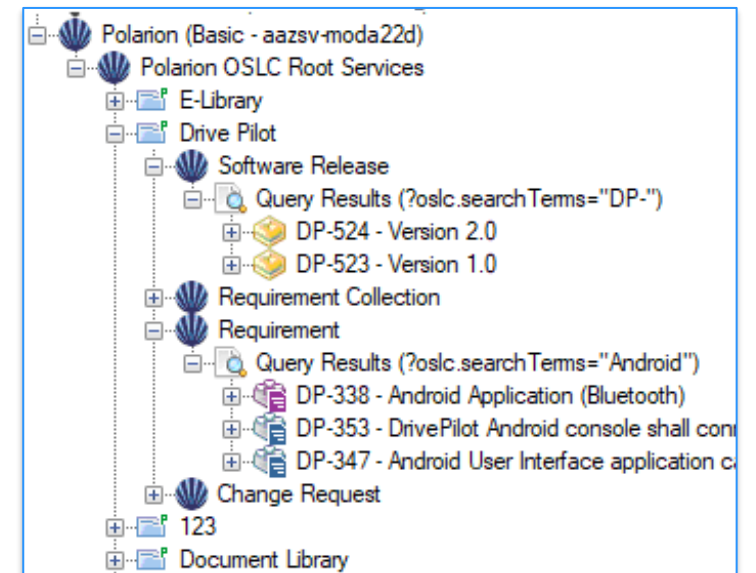 Polarion (Basic - aazsv-moda22d)
Polarion OSLC Root Services
E-Library
Drive Pilot
Software Release
Query Results (?oslc.searchTerms="DP-")
DP-524 - Version 2.0
DP-523 - Version 1.0
Requirement Collection
Requirement
Query Results (?oslc.searchTerms="Android")
DP-338 - Android Application (Bluetooth)
DP-353 - DrivePilot Android console shall
DP-347 - Android User Interface application
Change Request
123
Document Library